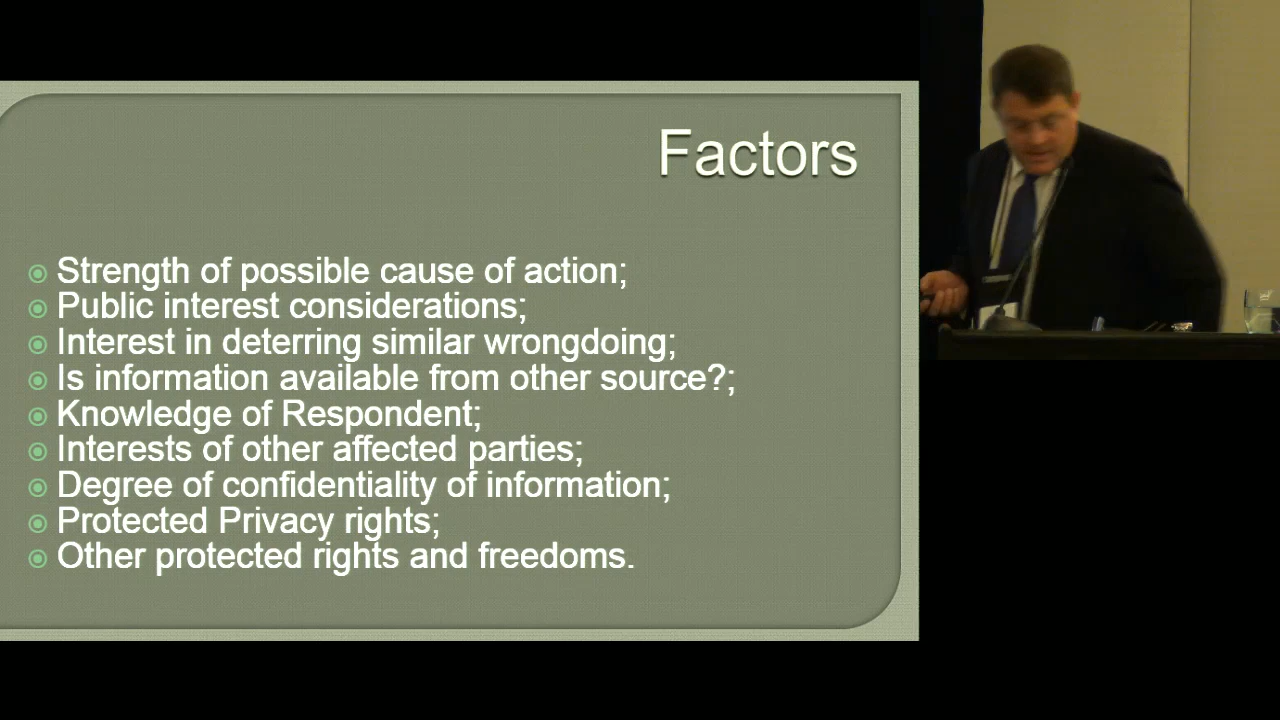 Factors
Strength of possible cause of action;
Public interest considerations;
Interest in deterring similar wrongdoing;
Is information available from other source?;
Knowledge of Respondent;
Interests of other affected parties;
Degree of confidentiality of information;
Protected Privacy rights;
Other protected rights and freedoms.